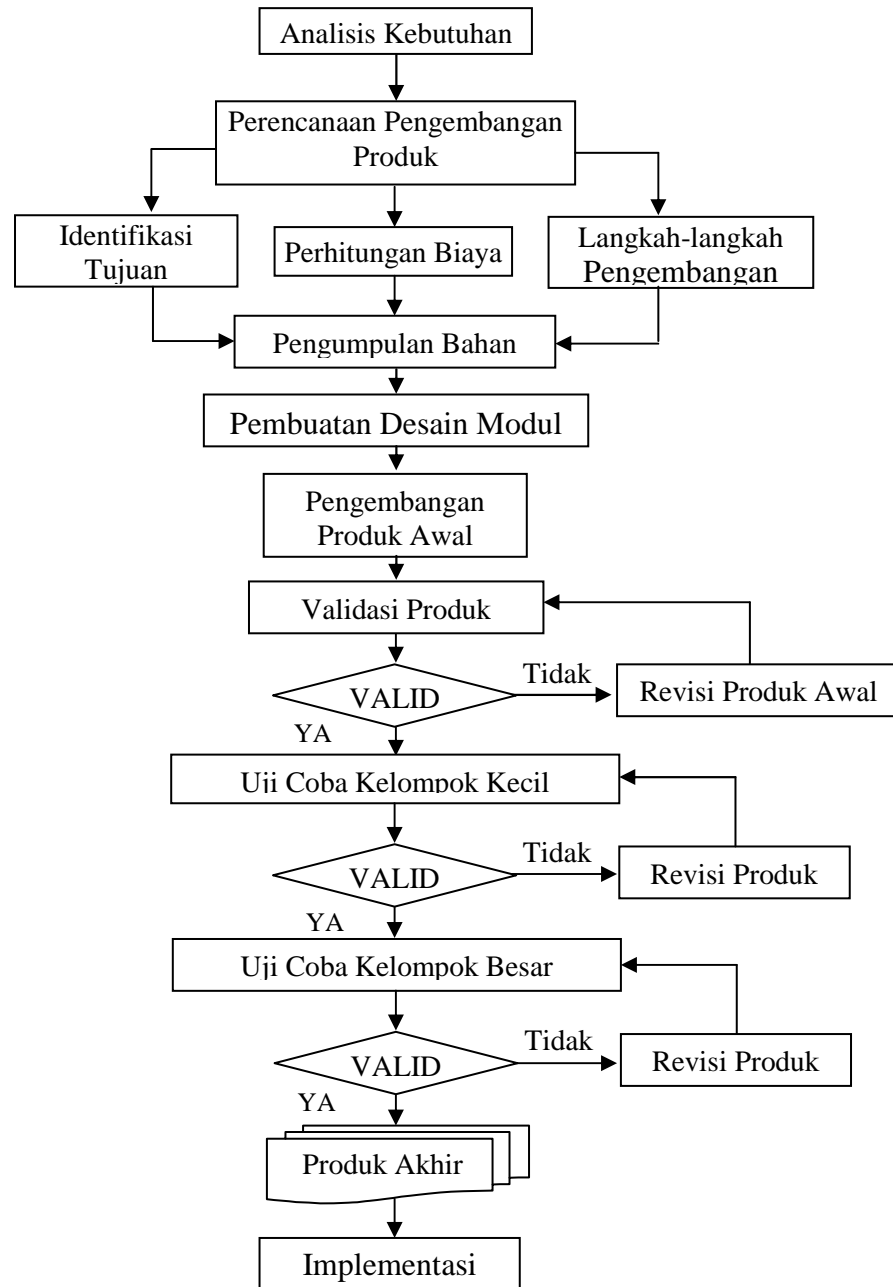 Analisis Kebutuhan
Perencanaan Pengembangan
Produk
Identifikasi
Tujuan
Perhitungan Biaya
Langkah-langkah
Pengembangan
Pengumpulan Bahan
Pembuatan Desain Modul
Pengembangan
Produk Awal
Validasi Produk
VALID
Tidak
Revisi Produk Awal
YA
Uji Coba Kelompok Kecil
VALID
Tidak
Revisi Produk
YA
Uji Coba Kelompok Besar
VALID
Tidak
Revisi Produk
YA
Produk Akhir
Implementasi